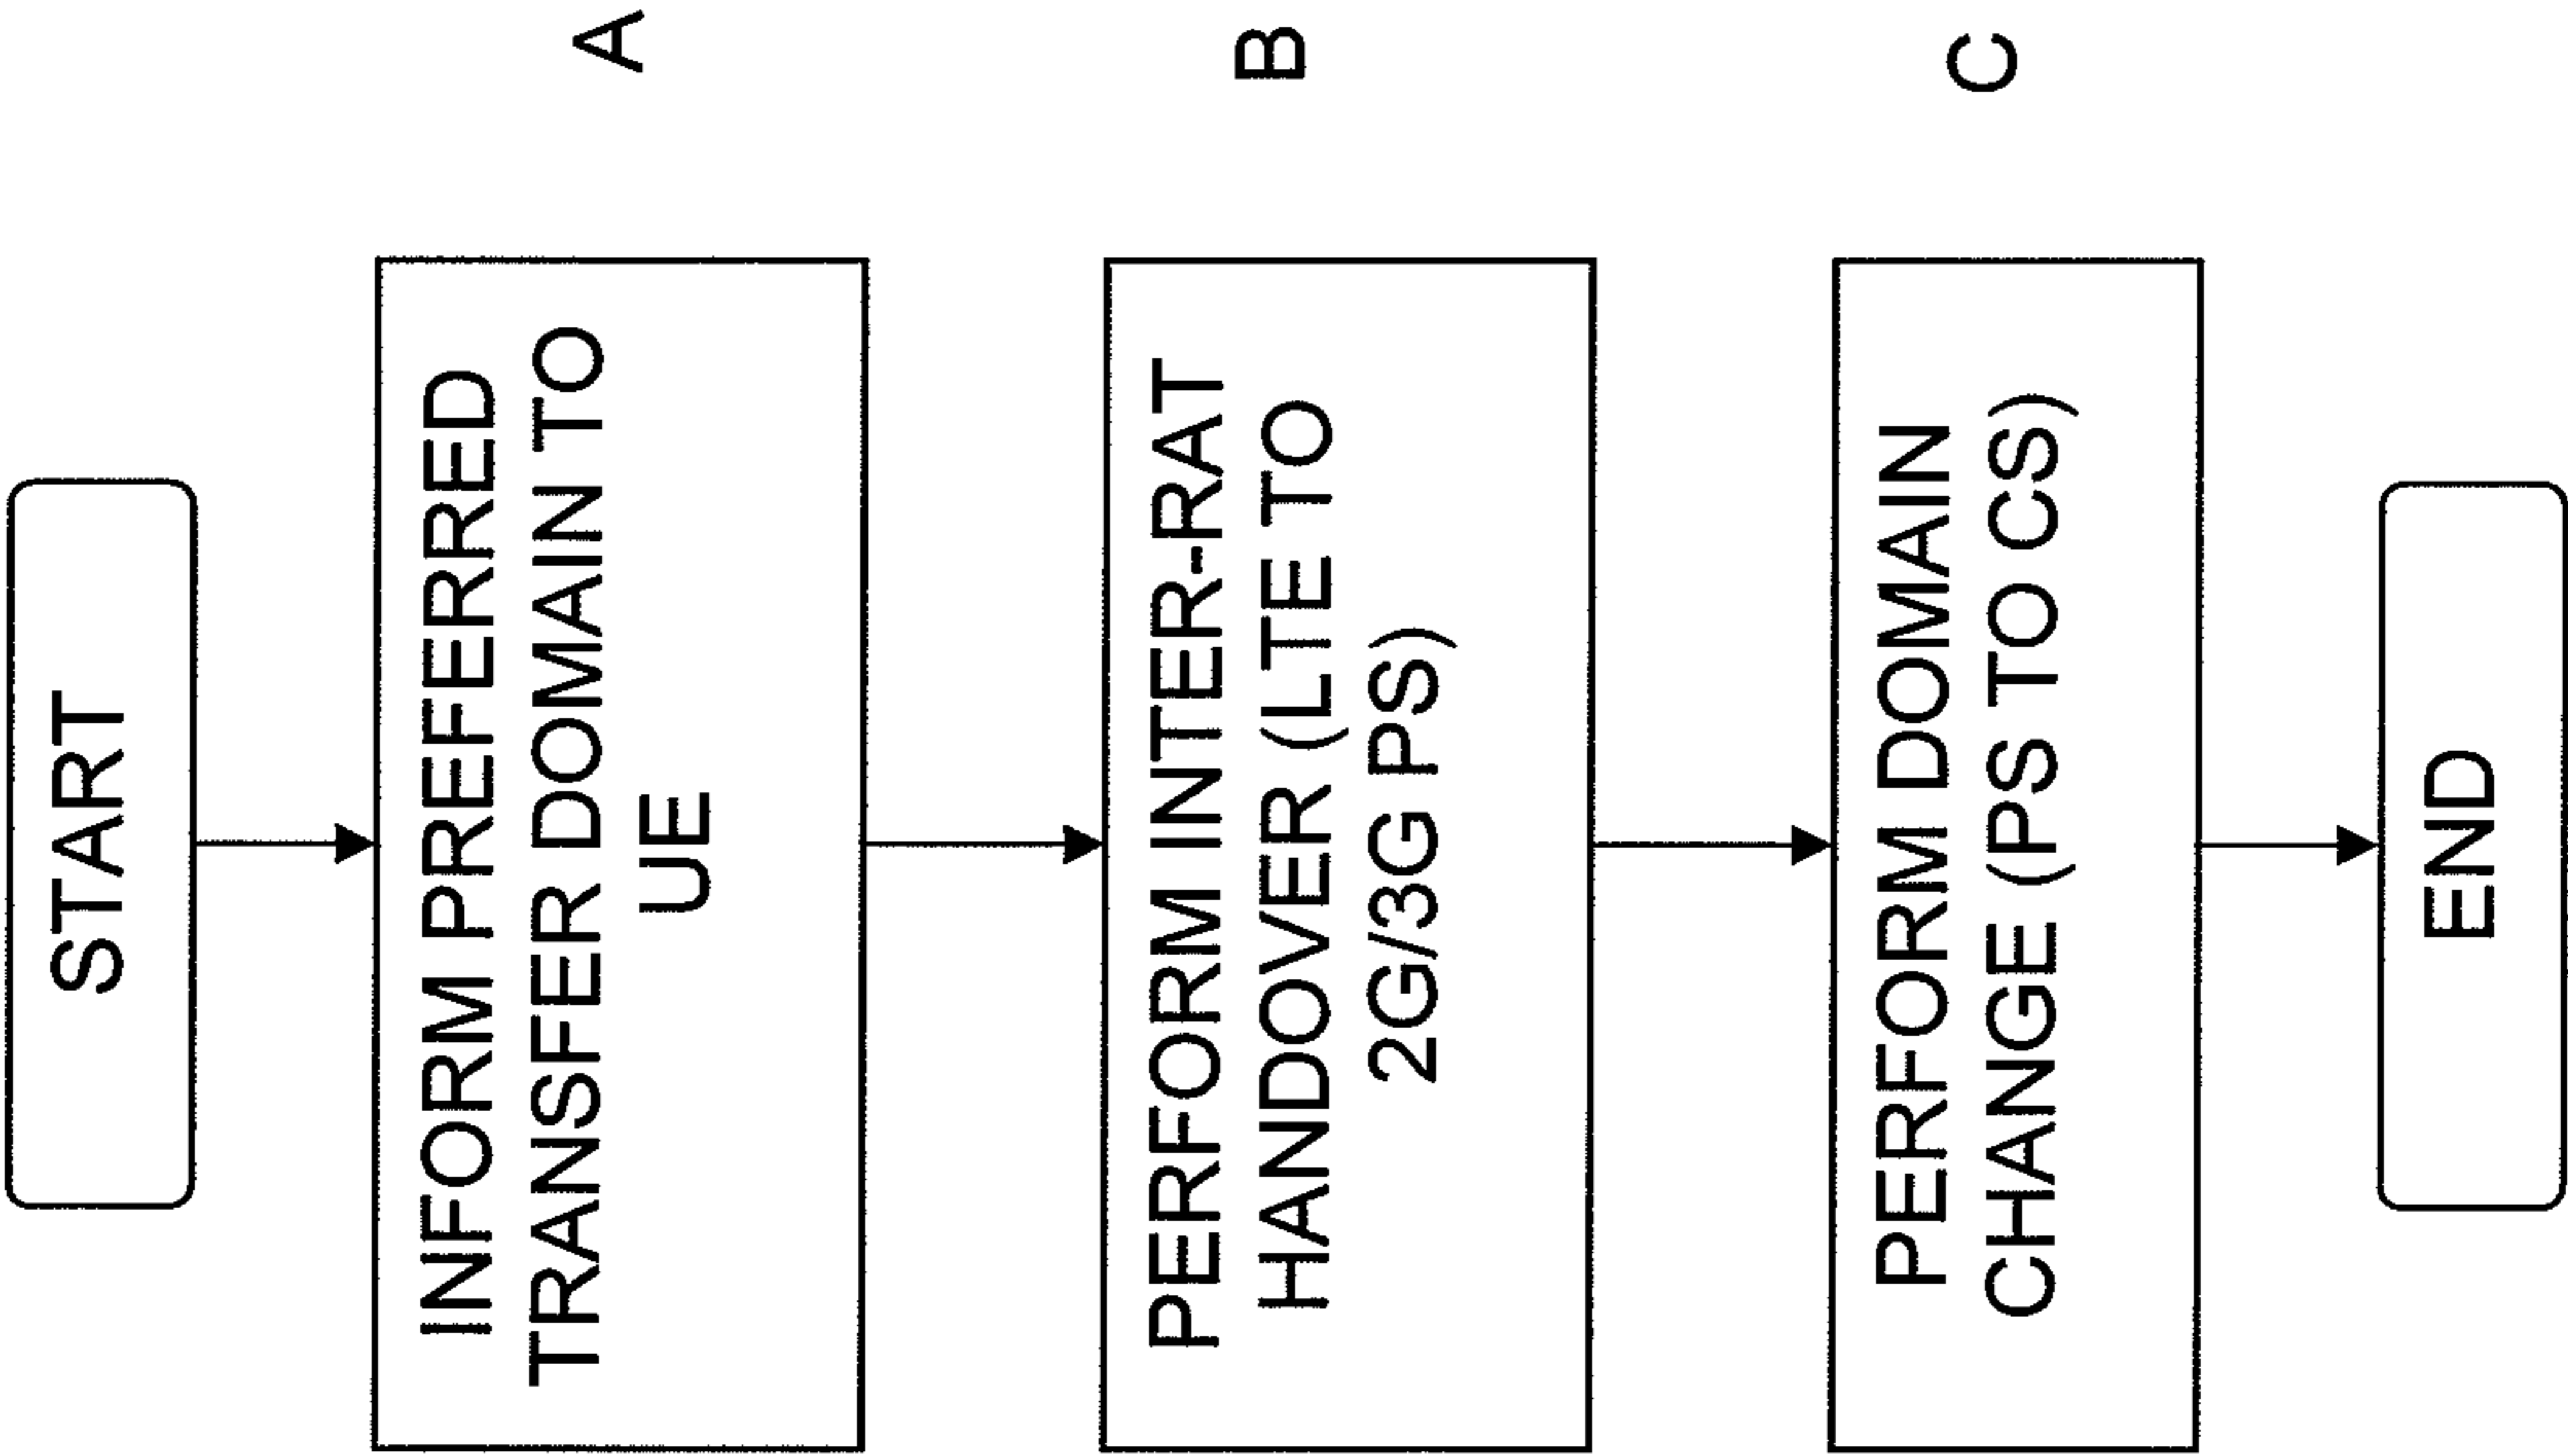 START
INFORM PREFERRED
TRANSFER DOMAIN TO
UE
A
PERFORM INTER-RAT
HANDOVER (LTE TO
2G/3G PS)
B
PERFORM DOMAIN
CHANGE (PS TO CS)
C
END